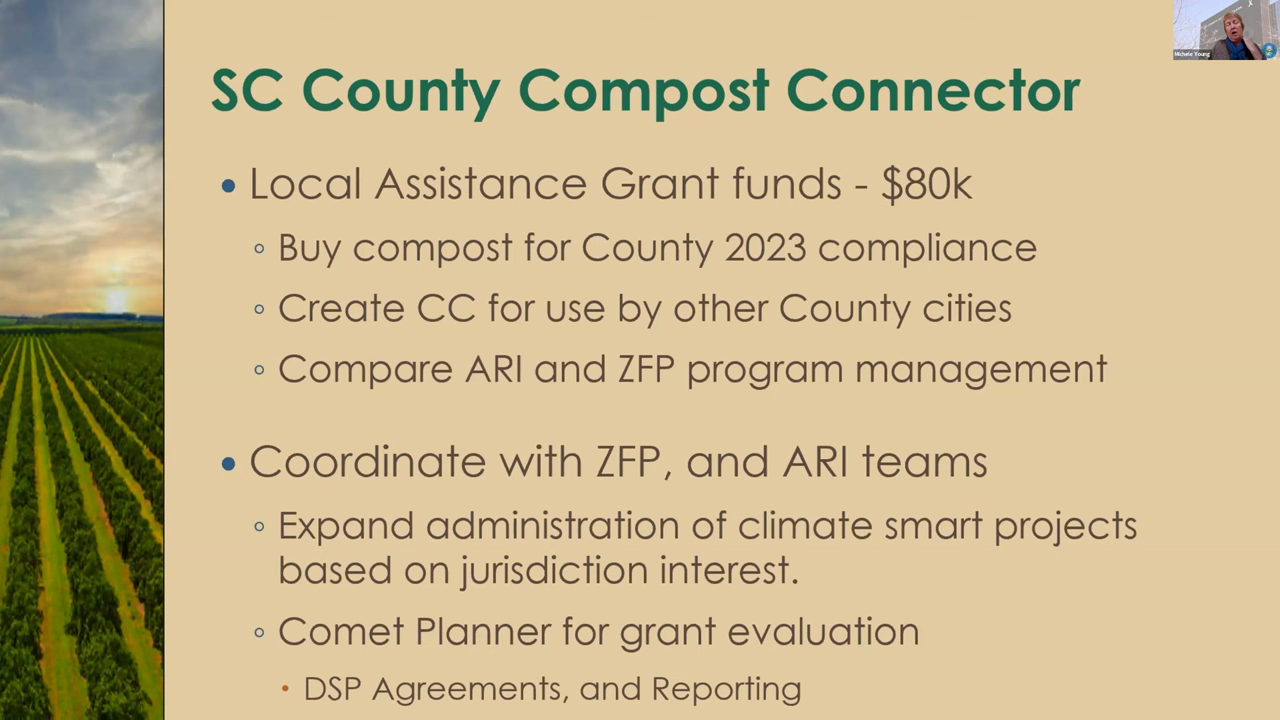 SC County Compost Connector
• Local Assistance Grant funds - $80k
◦ Buy compost for County 2023 compliance
◦ Create CC for use by other County cities
◦ Compare ARI and ZFP program management
• Coordinate with ZFP, and ARI teams
◦ Expand administration of climate smart projects
based on jurisdiction interest.
◦ Comet Planner for grant evaluation
• DSP Agreements, and Reporting
Michele Young